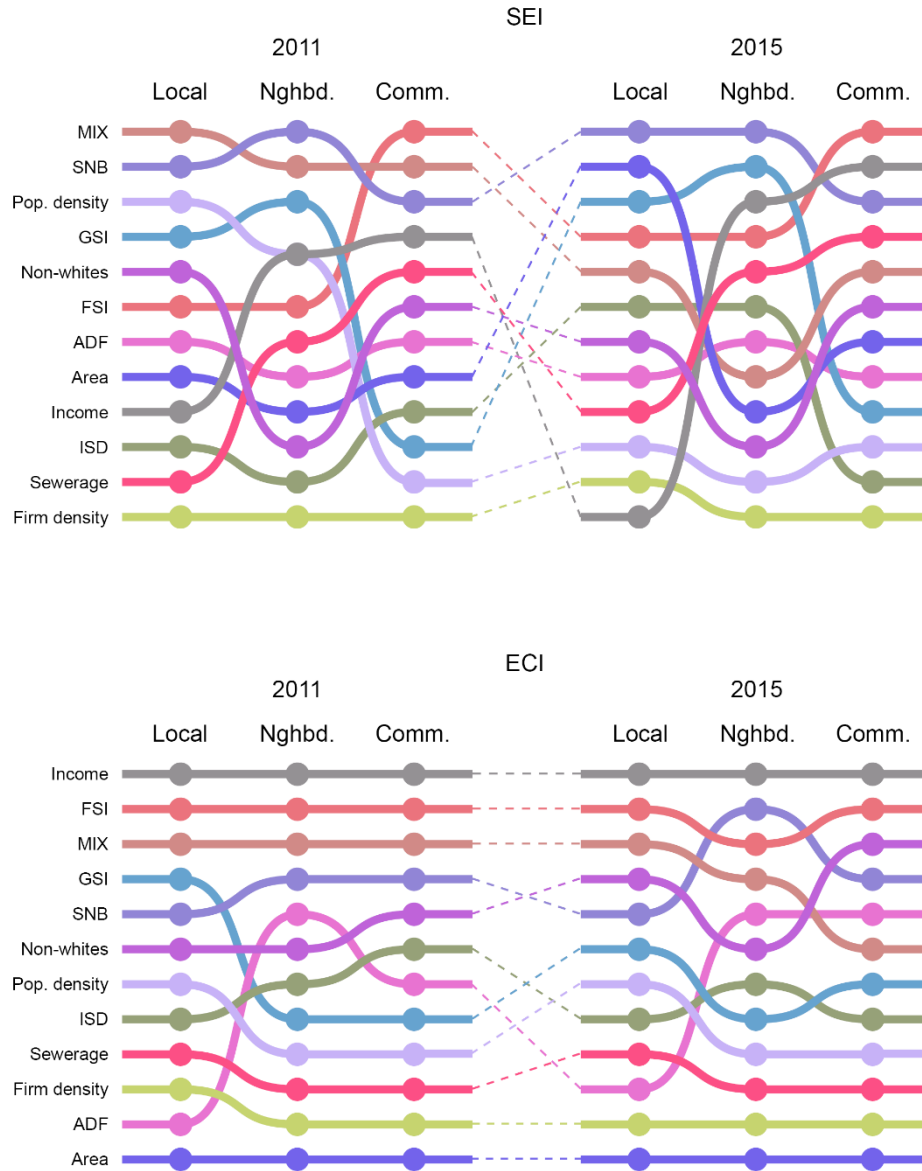 SEI
2011 2015
Local Nghbd. Comm. Local Nghbd. Comm.
MIX
SNB
Pop. density
GSI
Non-whites
FSI
ADF
Area
Income
ISD
Sewerage
Firm density
ECI
2011 2015
Local Nghbd. Comm. Local Nghbd. Comm.
Income
FSI
MIX
GSI
SNB
Non-whites
Pop. density
ISD
Sewerage
Firm density
ADF
Area